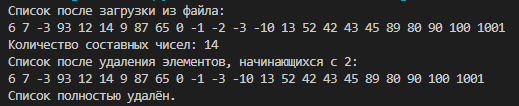 Список после загрузки из файла:
6 7 -3 93 12 14 9 87 65 0 -1 -2 -3 -10 13 52 42 43 45 89 80 90 100 1001
Количество составных чисел: 14
Список после удаления элементов, начинающихся с 2:
6 7 -3 93 12 14 9 87 65 0 -1 -3 -10 13 52 42 43 45 89 80 90 100 1001
Список полностью удалён.